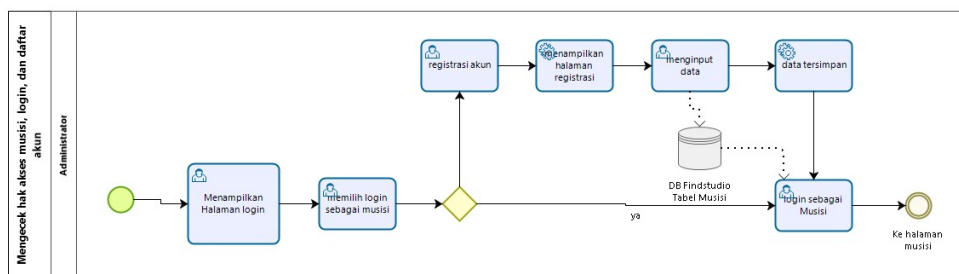 Mengecek hak akses musisi, login, dan daftar
akun
Administrator
registrasi akun
menampilkan
halaman
registrasi
menginput
data
data tersimpan
DB Findstudio
Tabel Musisi
Menampilkan
Halaman login
memilih login
sebagai musisi
ya
login sebagai
Musisi
Ke halaman
musisi